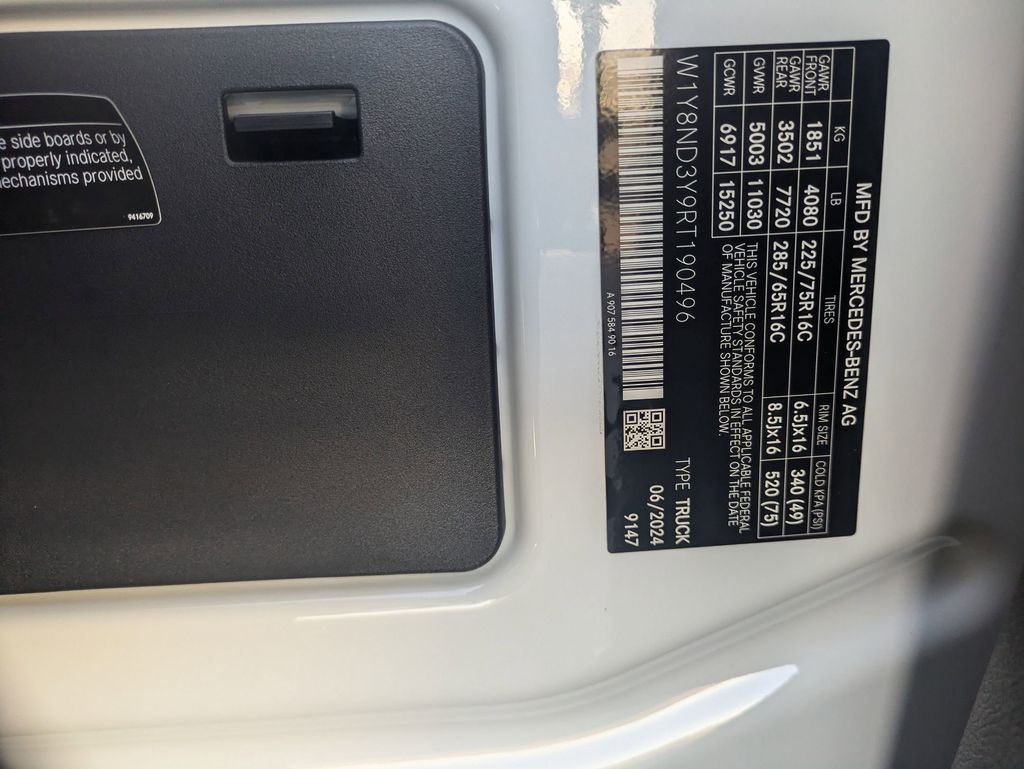 MFD BY MERCEDES-BENZ AG
KG LB TIRES RIM SIZE COLD KPA (PSI)
GAWR FRONT 1851 4080 225/75R16C 6.5Jx16 340 (49)
GAWR REAR 3502 7720 285/65R16C 8.5Jx16 520 (75)
GVWR 5003 11030
GCWR 6917 15250
THIS VEHICLE CONFORMS TO ALL APPLICABLE FEDERAL
VEHICLE SAFETY STANDARDS IN EFFECT ON THE DATE
OF MANUFACTURE SHOWN BELOW.
W1Y8ND3Y9RT190496
TYPE TRUCK
06/2024
9147
A 907 584 90 16
e side boards or by
properly indicated,
echanisms provided
9416709